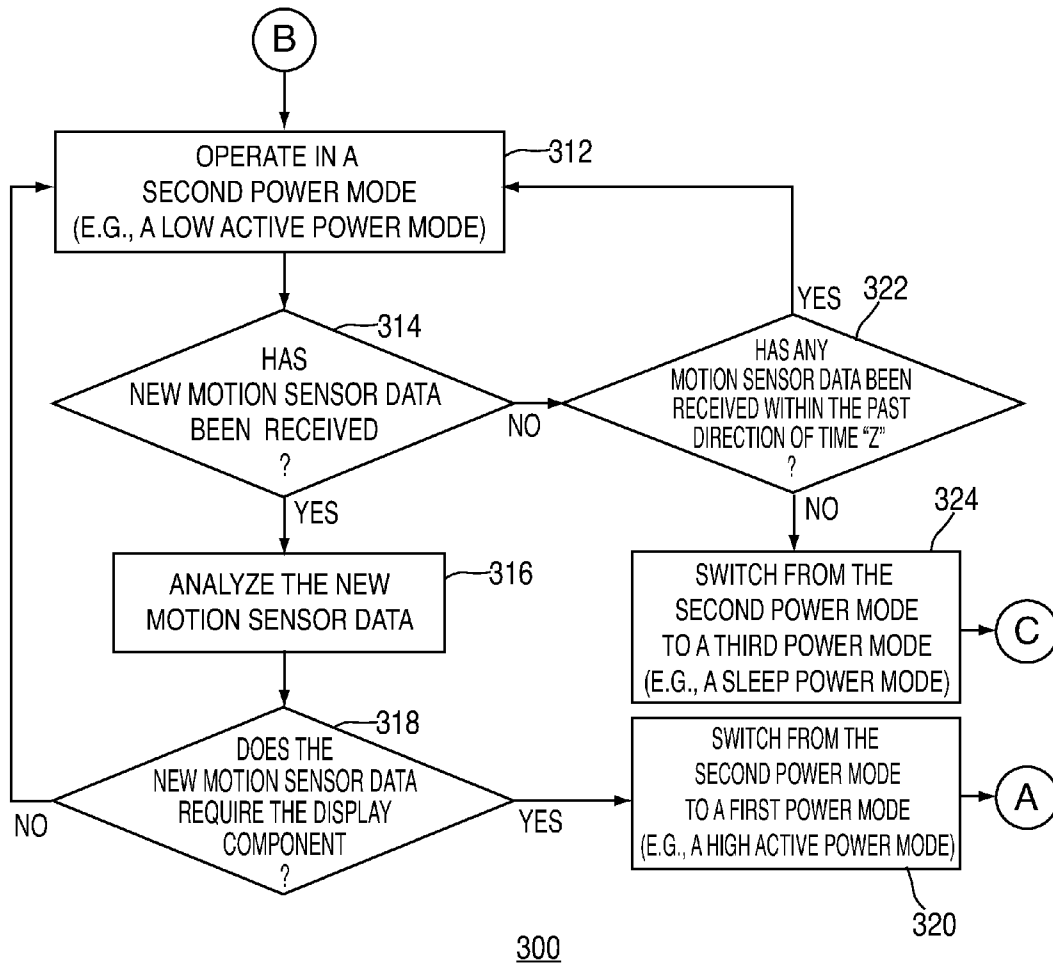 B
OPERATE IN A
SECOND POWER MODE
(E.G., A LOW ACTIVE POWER MODE)
312
HAS
NEW MOTION SENSOR DATA
BEEN RECEIVED
?
314
NO
YES
HAS ANY
MOTION SENSOR DATA BEEN
RECEIVED WITHIN THE PAST
DIRECTION OF TIME “Z”
?
322
YES
NO
ANALYZE THE NEW
MOTION SENSOR DATA
316
SWITCH FROM THE
SECOND POWER MODE
TO A THIRD POWER MODE
(E.G., A SLEEP POWER MODE)
324
C
DOES THE
NEW MOTION SENSOR DATA
REQUIRE THE DISPLAY
COMPONENT
?
318
NO
YES
SWITCH FROM THE
SECOND POWER MODE
TO A FIRST POWER MODE
(E.G., A HIGH ACTIVE POWER MODE)
320
A
300